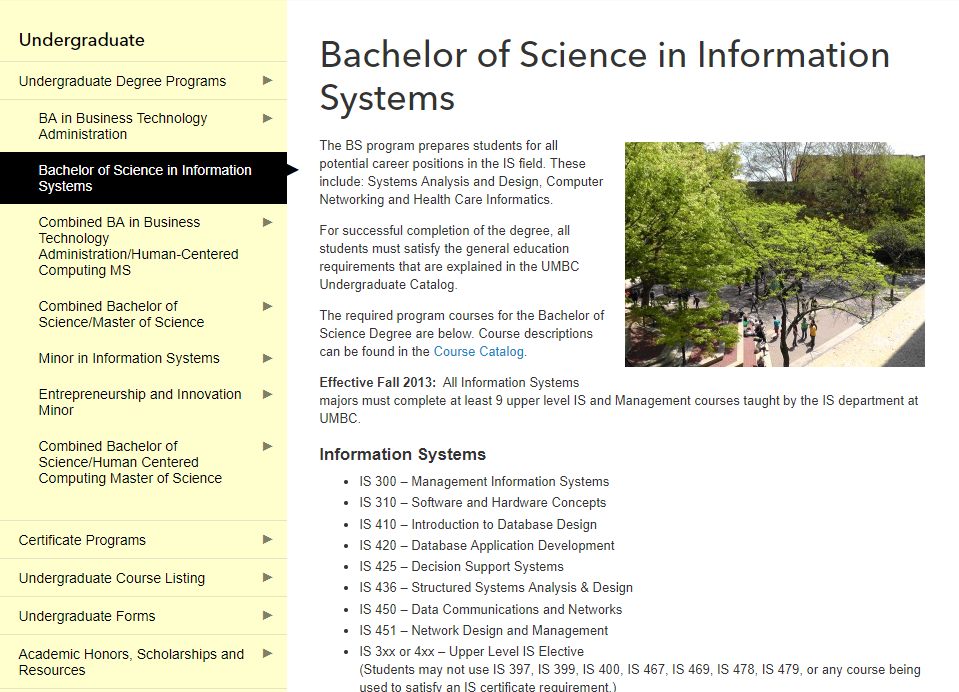 Undergraduate
Undergraduate Degree Programs
BA in Business Technology
Administration
Bachelor of Science in Information
Systems
Combined BA in Business
Technology
Administration/Human-Centered
Computing MS
Combined Bachelor of
Science/Master of Science
Minor in Information Systems
Entrepreneurship and Innovation
Minor
Combined Bachelor of
Science/Human Centered
Computing Master of Science
Certificate Programs
Undergraduate Course Listing
Undergraduate Forms
Academic Honors, Scholarships and
Resources
Bachelor of Science in Information
Systems
The BS program prepares students for all
potential career positions in the IS field. These
include: Systems Analysis and Design, Computer
Networking and Health Care Informatics.
For successful completion of the degree, all
students must satisfy the general education
requirements that are explained in the UMBC
Undergraduate Catalog.
The required program courses for the Bachelor of
Science Degree are below. Course descriptions
can be found in the Course Catalog.
Effective Fall 2013: All Information Systems
majors must complete at least 9 upper level IS and Management courses taught by the IS department at
UMBC.
Information Systems
• IS 300 – Management Information Systems
• IS 310 – Software and Hardware Concepts
• IS 410 – Introduction to Database Design
• IS 420 – Database Application Development
• IS 425 – Decision Support Systems
• IS 436 – Structured Systems Analysis & Design
• IS 450 – Data Communications and Networks
• IS 451 – Network Design and Management
• IS 3xx or 4xx – Upper Level IS Elective
(Students may not use IS 397, IS 399, IS 400, IS 467, IS 469, IS 478, IS 479, or any course being
used to satisfy an IS certificate requirement.)